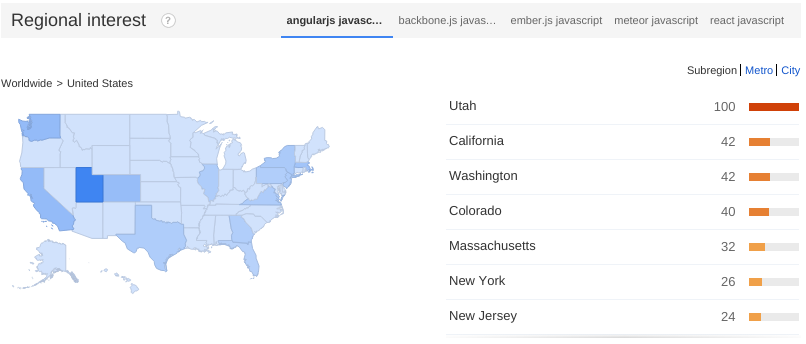 Regional interest ? angularjs javasc... backbone.js javas... ember.js javascript meteor javascript react javascript
Subregion | Metro | City
Worldwide > United States
Utah 100
California 42
Washington 42
Colorado 40
Massachusetts 32
New York 26
New Jersey 24